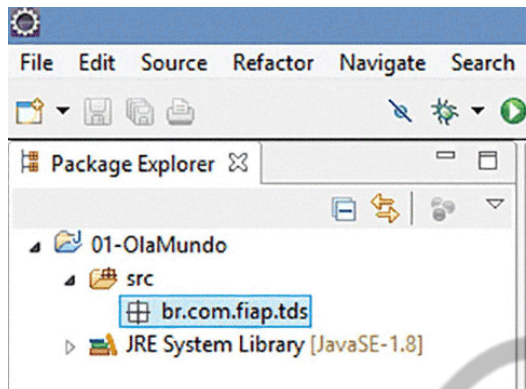 File Edit Source Refactor Navigate Search
Package Explorer
01-OlaMundo
src
br.com.fiap.tds
JRE System Library [JavaSE-1.8]